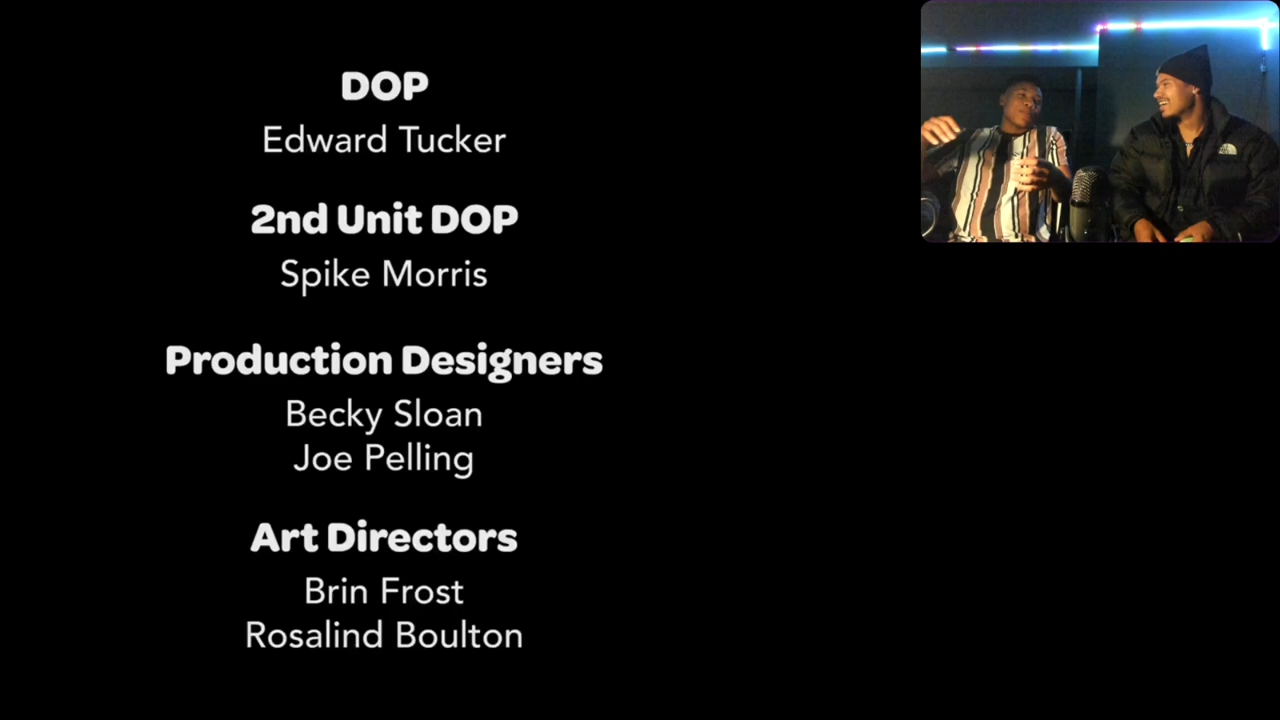 DOP
Edward Tucker
2nd Unit DOP
Spike Morris
Production Designers
Becky Sloan
Joe Pelling
Art Directors
Brin Frost
Rosalind Boulton